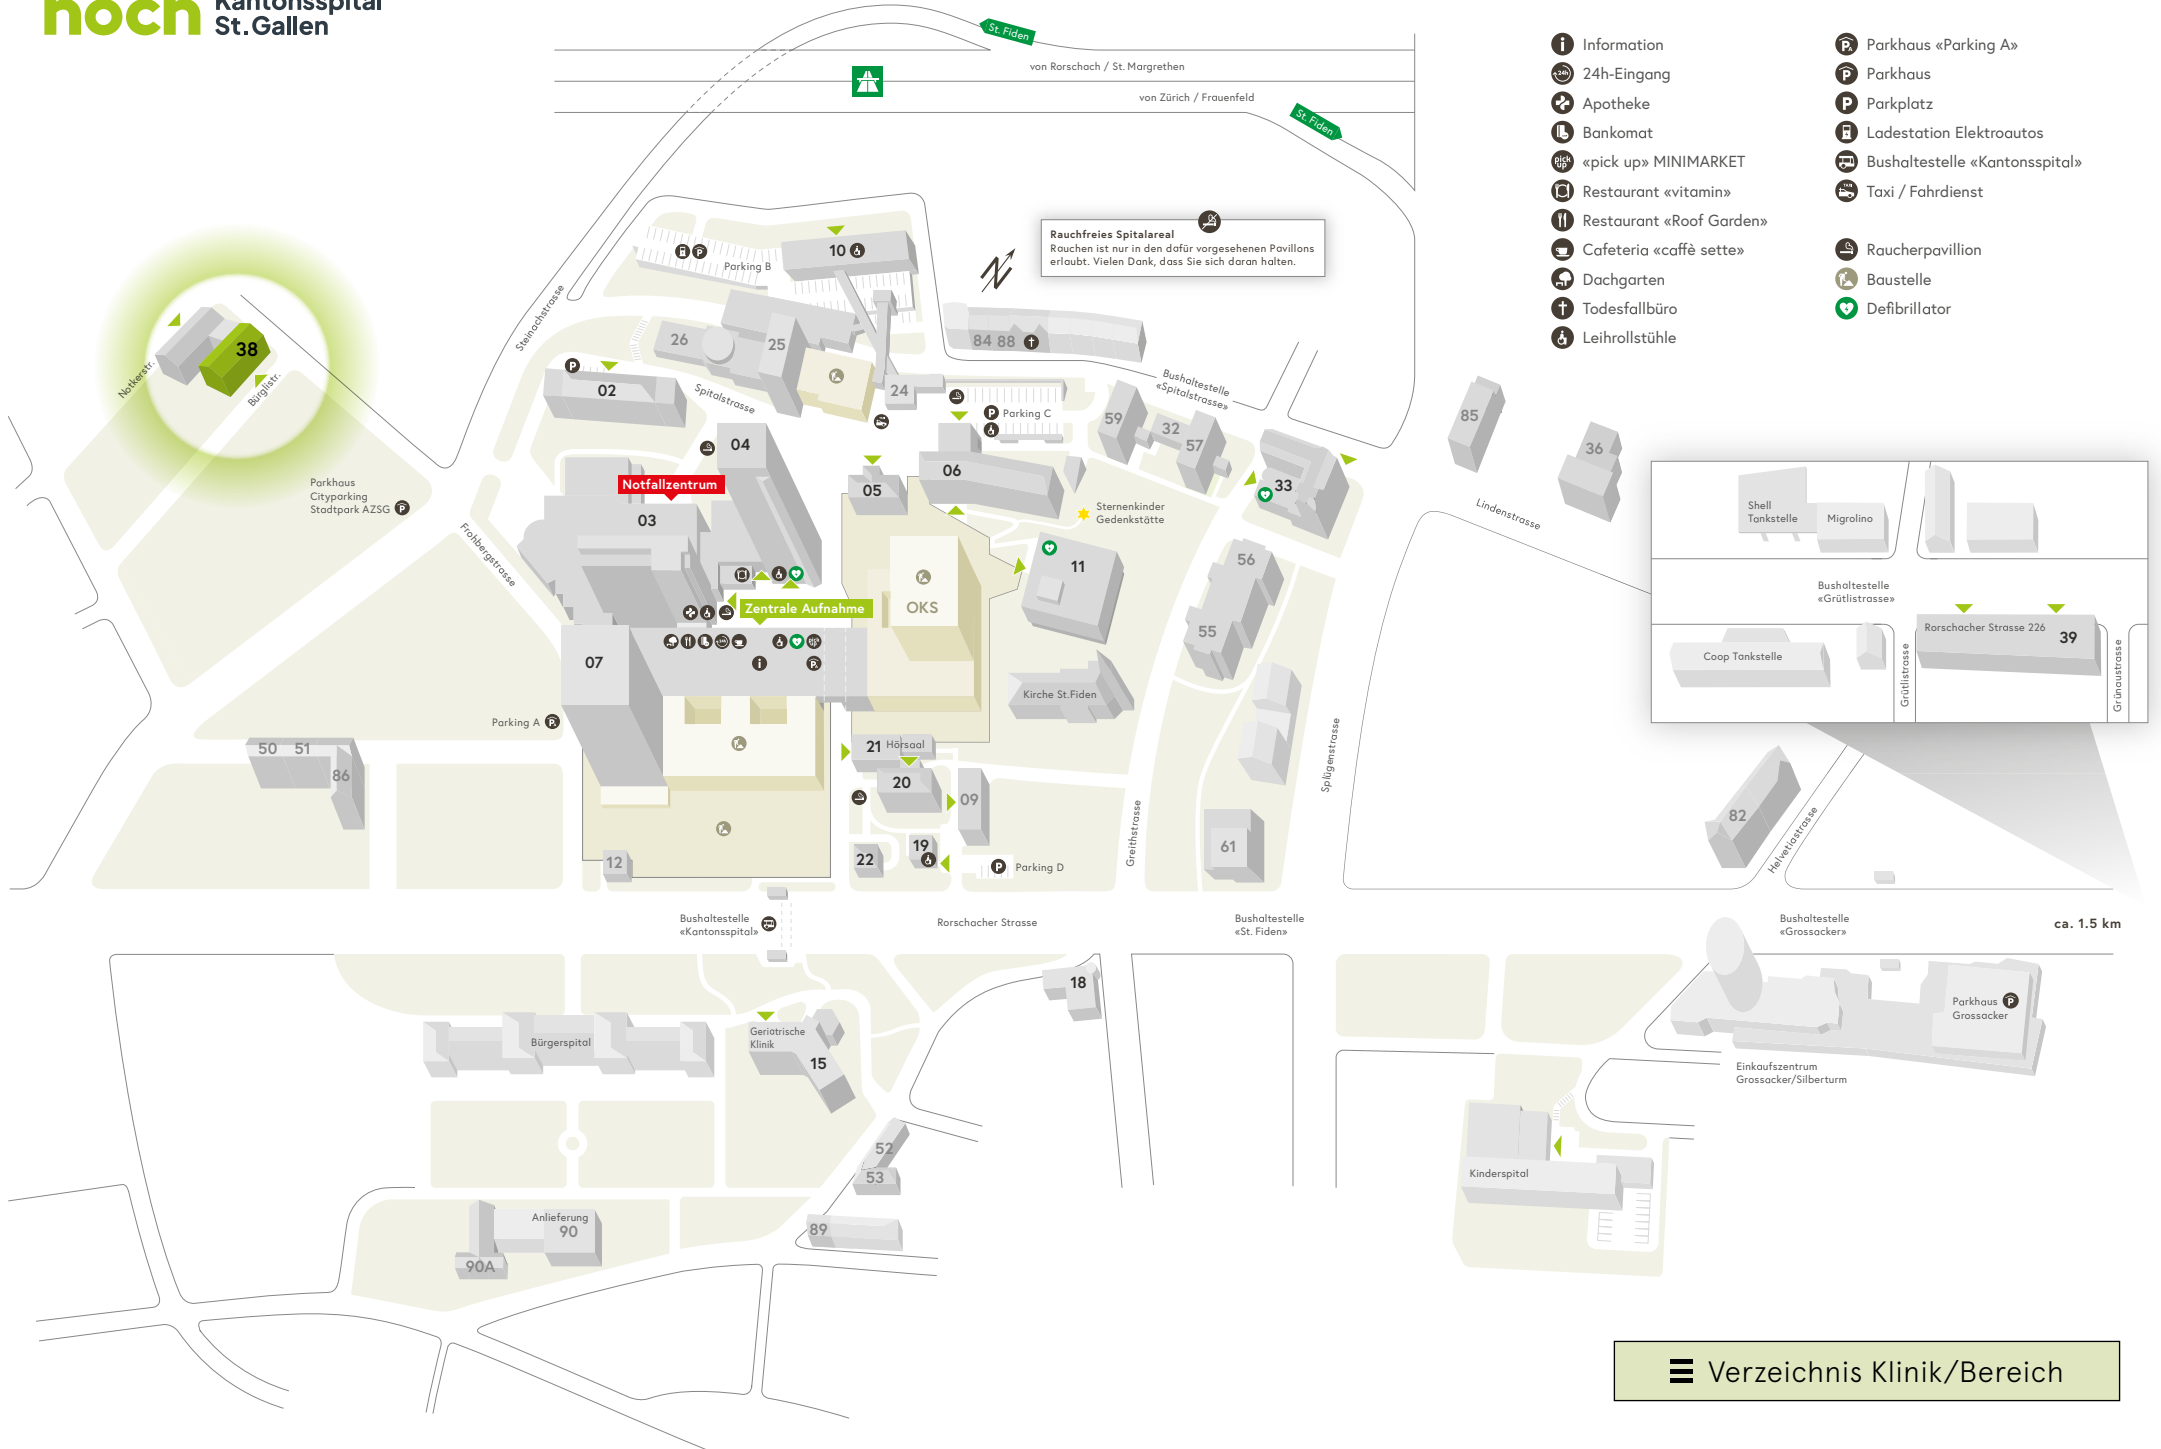 noch Kantonsspital
St.Gallen
St. Fiden
von Rorschach / St. Margrethen
von Zürich / Frauenfeld
St. Fiden
Information
24h-Eingang
Apotheke
Bankomat
«pick up» MINIMARKET
Restaurant «vitamin»
Restaurant «Roof Garden»
Cafeteria «caffè sette»
Dachgarten
Todesfallbüro
Leihrollstühle
Parkhaus «Parking A»
Parkhaus
Parkplatz
Ladestation Elektroautos
Bushaltestelle «Kantonsspital»
Taxi / Fahrdienst
Raucherpavillion
Baustelle
Defibrillator
Rauchfreies Spitalareal
Rauchen ist nur in den dafür vorgesehenen Pavillons
erlaubt. Vielen Dank, dass Sie sich daran halten.
N
10
Parking B
Steinachstrasse
26
25
84 88
38
Notkerstr.
Bürglistr.
02
Spitalstrasse
24
Bushaltestelle
«Spitalstrasse»
Parking C
59
32
57
85
36
04
Notfallzentrum
03
05
06
33
Sternenkinder
Gedenkstätte
Lindenstrasse
Parkhaus
Cityparking
Stadtpark AZSG
Frohbergstrasse
11
56
55
OKS
Zentrale Aufnahme
07
Kirche St.Fiden
Parking A
50 51
86
21 Hörsaal
20
09
22
19
Parking D
12
61
Greithstrasse
Splügenstrasse
82
Helvetiastrasse
Shell
Tankstelle
Migrolino
Bushaltestelle
«Grütlistrasse»
Rorschacher Strasse 226
39
Coop Tankstelle
Grütlistrasse
Grünaustrasse
Bushaltestelle
«Kantonsspital»
Rorschacher Strasse
Bushaltestelle
«St. Fiden»
Bushaltestelle
«Grossacker»
ca. 1.5 km
18
Bürgerspital
Geriatrische
Klinik
15
Parkhaus
Grossacker
Einkaufszentrum
Grossacker/Silberturm
52
53
89
Anlieferung
90
90A
Kinderspital
Verzeichnis Klinik/Bereich